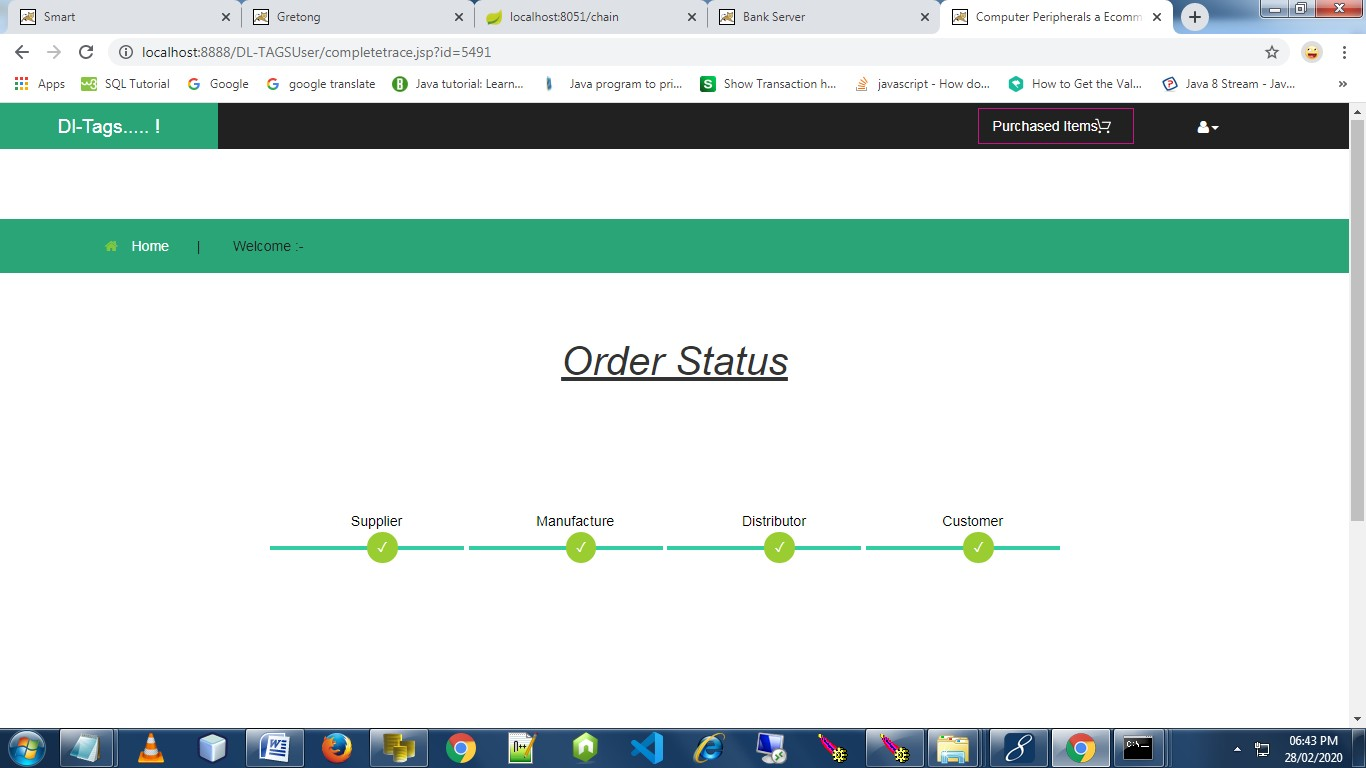 Smart
Gretong
localhost:8051/chain
Bank Server
Computer Peripherals a Ecomm
localhost:8888/DL-TAGSUser/completetrace.jsp?id=5491
Apps
SQL Tutorial
Google
google translate
Java tutorial: Learn...
Java program to pri...
Show Transaction h...
javascript - How do...
How to Get the Val...
Java 8 Stream - Jav...
»
Dl-Tags..... !
Purchased Items
Home | Welcome :-
Order Status
Supplier
Manufacture
Distributor
Customer
06:43 PM
28/02/2020